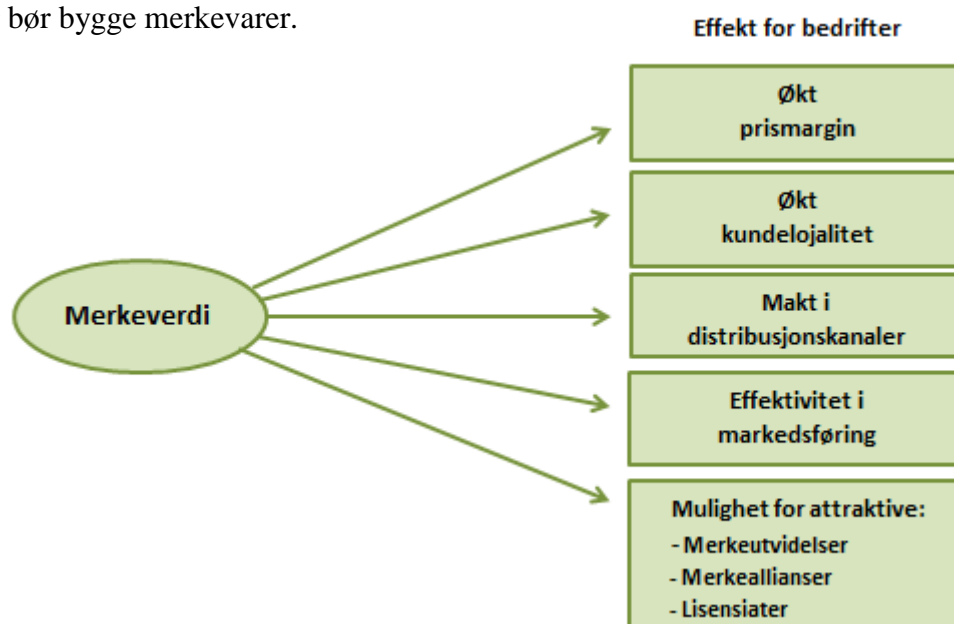 bør bygge merkevarer.
Effekt for bedrifter
Økt
prismargin
Økt
kundelojalitet
Merkeverdi
Makt i
distribusjonskanaler
Effektivitet i
markedsføring
Mulighet for attraktive:
- Merkeutvidelser
- Merkeallianser
- Lisensiater